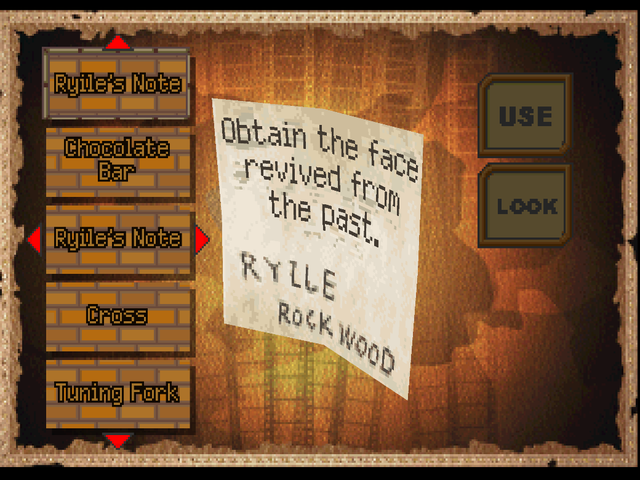 Ryile's Note
Chocolate
Bar
Ryile's Note
Cross
Tuning Fork
Obtain the face
revived from
the past.
RYILE
ROCKWOOD
USE
LOOK